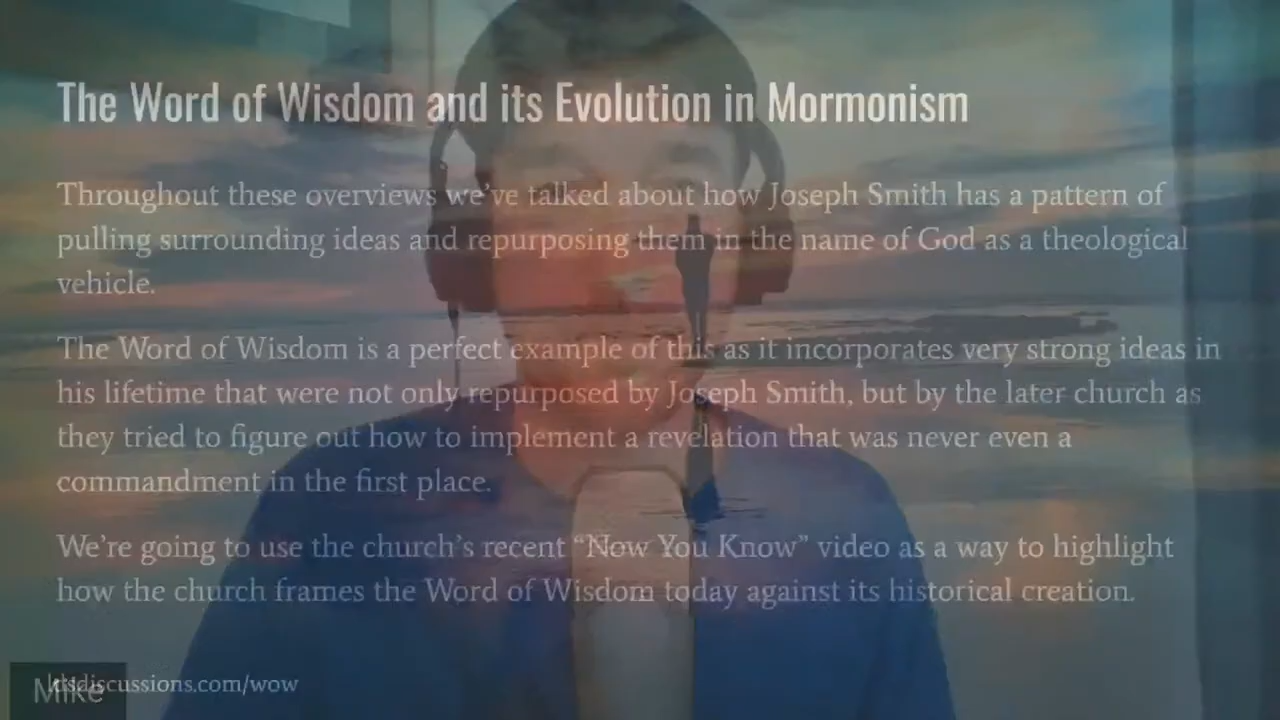 The Word of Wisdom and its Evolution in Mormonism
Throughout these overviews we've talked about how Joseph Smith has a pattern of
pulling surrounding ideas and repurposing them in the name of God as a theological
vehicle.
The Word of Wisdom is a perfect example of this as it incorporates very strong ideas in
his lifetime that were not only repurposed by Joseph Smith, but by the later church as
they tried to figure out how to implement a revelation that was never even a
commandment in the first place.
We're going to use the church's recent “Now You Know” video as a way to highlight
how the church frames the Word of Wisdom today against its historical creation.
ldsdiscussions.com/wow
Mike